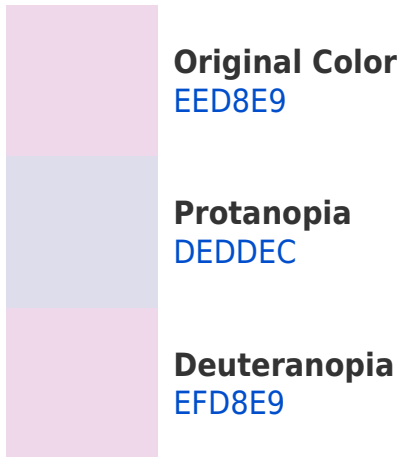 Original Color
EED8E9
Protanopia
DEDDEC
Deuteranopia
EFD8E9